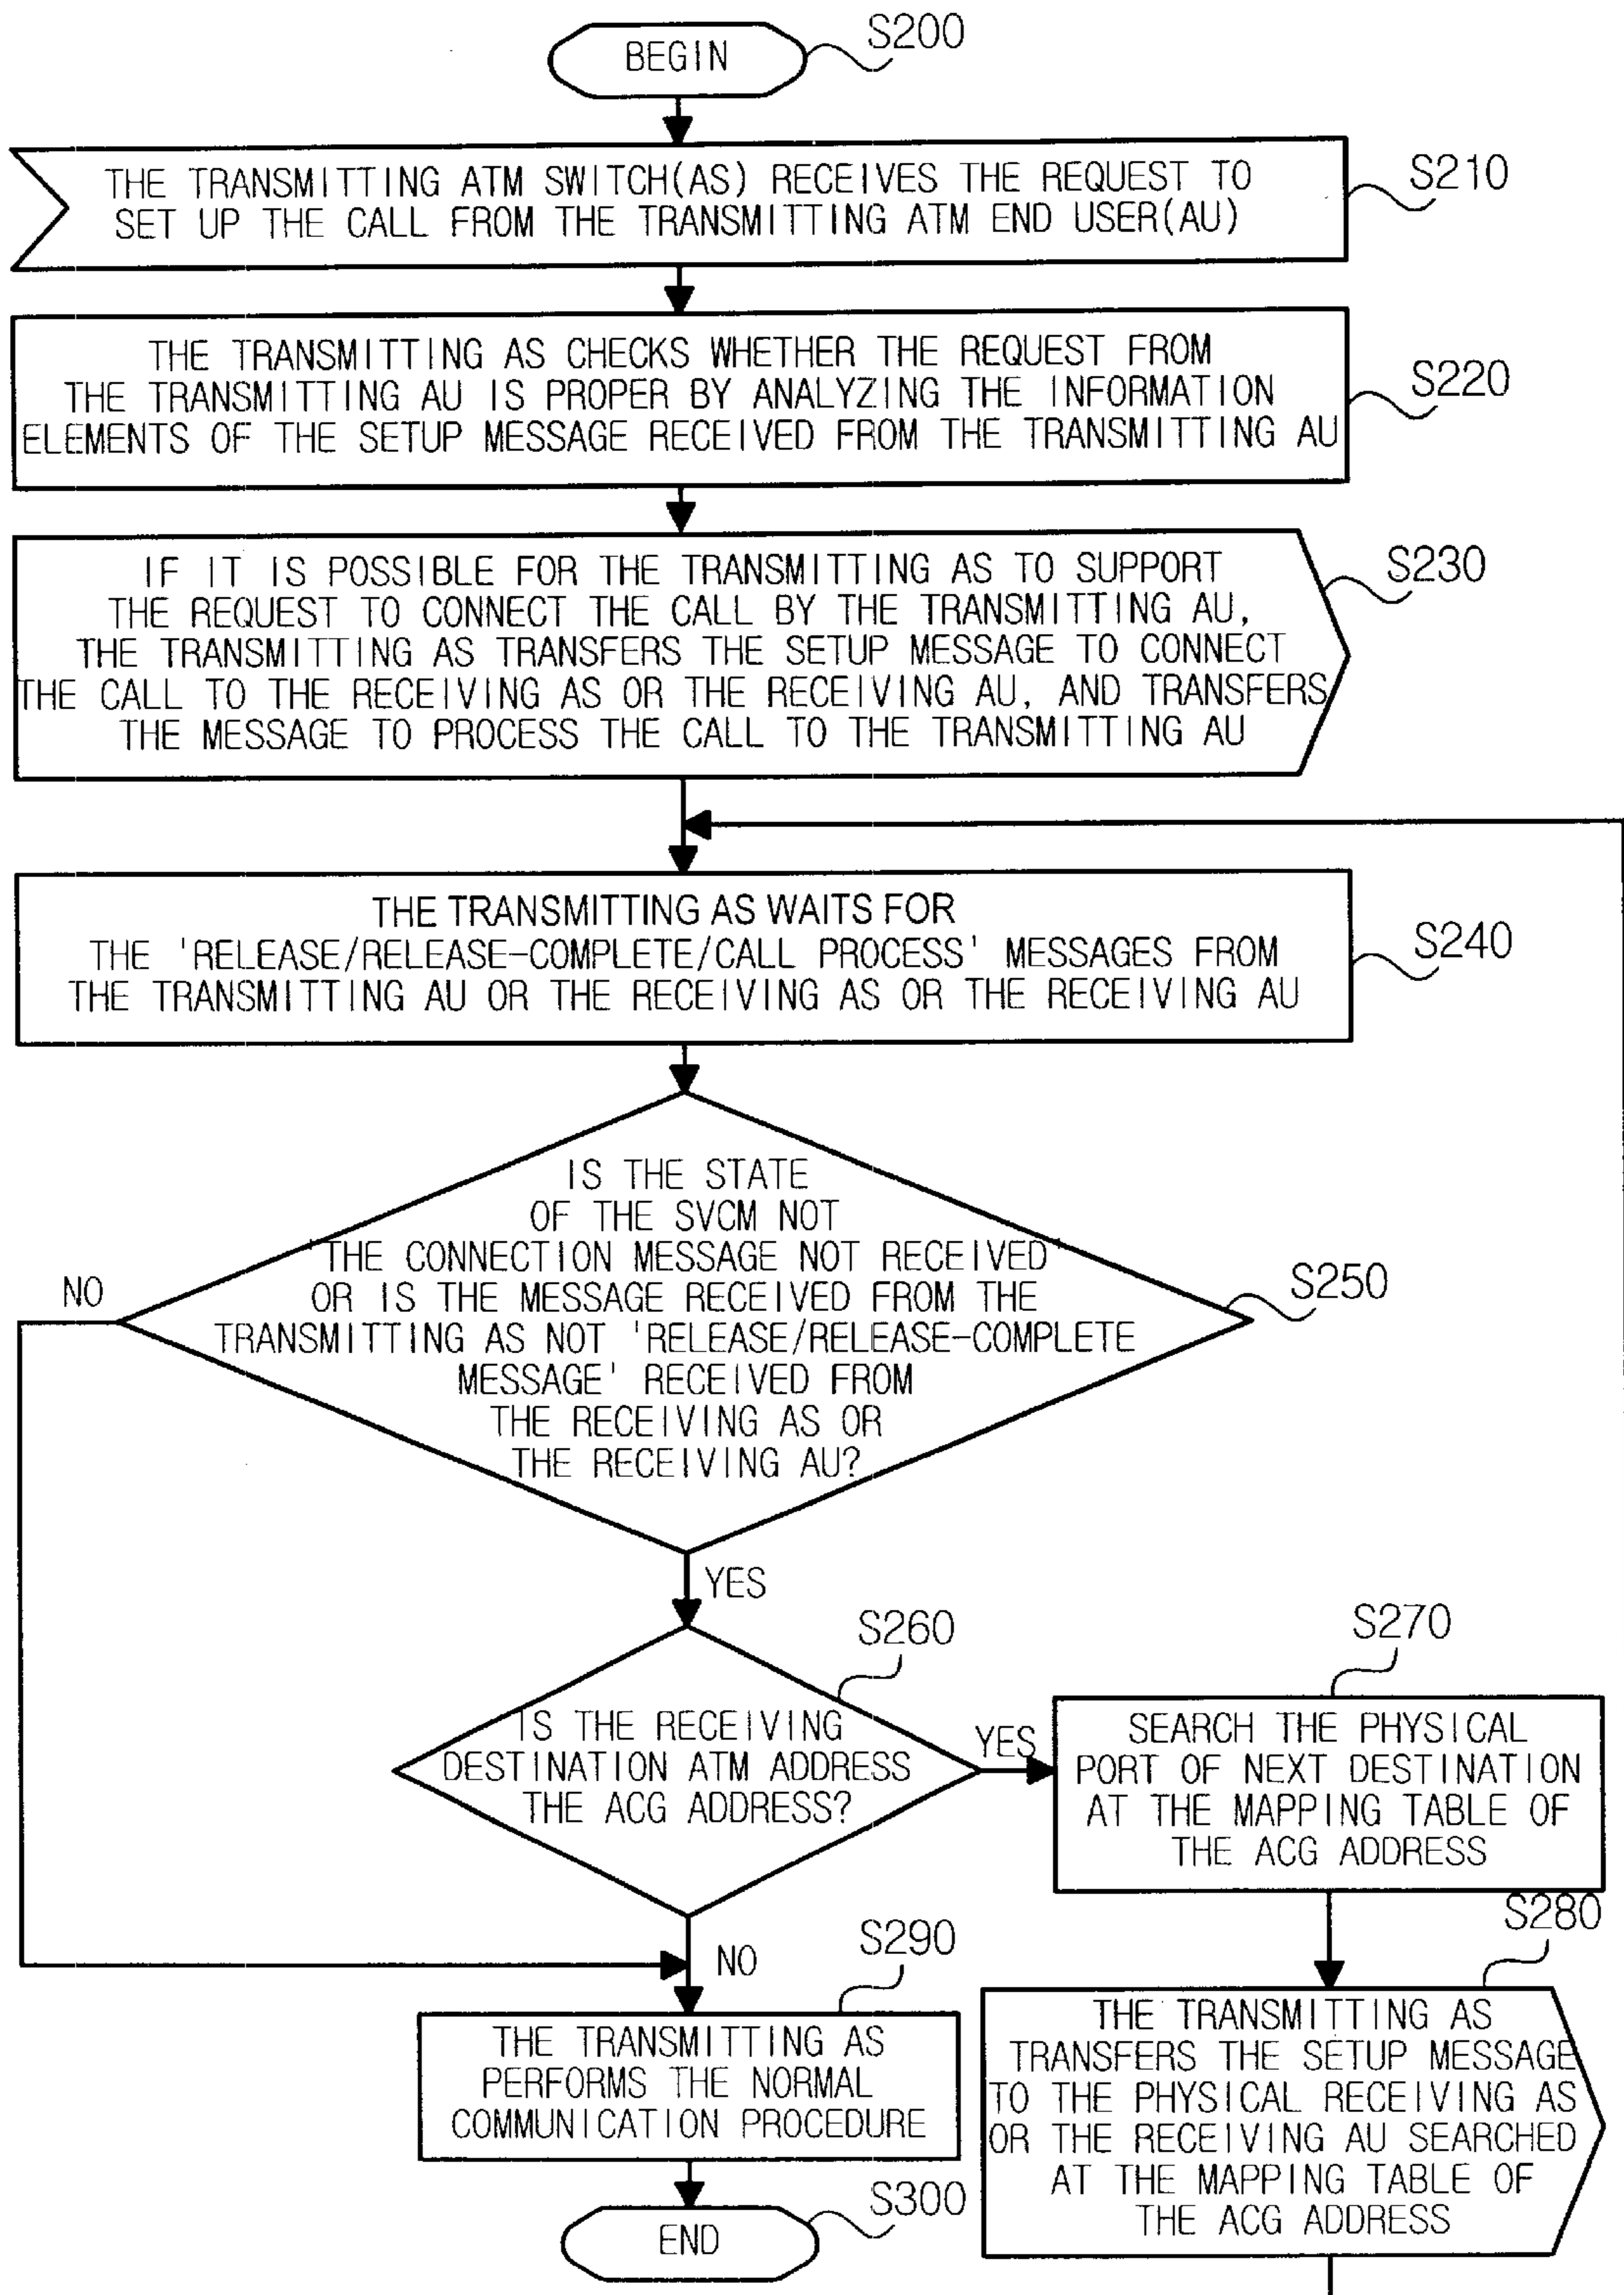 BEGIN
S200
THE TRANSMITTING ATM SWITCH(AS) RECEIVES THE REQUEST TO
SET UP THE CALL FROM THE TRANSMITTING ATM END USER(AU)
S210
THE TRANSMITTING AS CHECKS WHETHER THE REQUEST FROM
THE TRANSMITTING AU IS PROPER BY ANALYZING THE INFORMATION
ELEMENTS OF THE SETUP MESSAGE RECEIVED FROM THE TRANSMITTING AU
S220
IF IT IS POSSIBLE FOR THE TRANSMITTING AS TO SUPPORT
THE REQUEST TO CONNECT THE CALL BY THE TRANSMITTING AU,
THE TRANSMITTING AS TRANSFERS THE SETUP MESSAGE TO CONNECT
THE CALL TO THE RECEIVING AS OR THE RECEIVING AU, AND TRANSFERS
THE MESSAGE TO PROCESS THE CALL TO THE TRANSMITTING AU
S230
THE TRANSMITTING AS WAITS FOR
THE 'RELEASE/RELEASE-COMPLETE/CALL PROCESS' MESSAGES FROM
THE TRANSMITTING AU OR THE RECEIVING AS OR THE RECEIVING AU
S240
IS THE STATE
OF THE SVCM NOT
'THE CONNECTION MESSAGE NOT RECEIVED'
OR IS THE MESSAGE RECEIVED FROM THE
TRANSMITTING AS NOT 'RELEASE/RELEASE-COMPLETE
MESSAGE' RECEIVED FROM
THE RECEIVING AS OR
THE RECEIVING AU?
NO
S250
YES
S260
IS THE RECEIVING
DESTINATION ATM ADDRESS
THE ACG ADDRESS?
YES
S270
SEARCH THE PHYSICAL
PORT OF NEXT DESTINATION
AT THE MAPPING TABLE OF
THE ACG ADDRESS
NO
S280
THE TRANSMITTING AS
TRANSFERS THE SETUP MESSAGE
TO THE PHYSICAL RECEIVING AS
OR THE RECEIVING AU SEARCHED
AT THE MAPPING TABLE OF
THE ACG ADDRESS
S290
THE TRANSMITTING AS
PERFORMS THE NORMAL
COMMUNICATION PROCEDURE
S300
END